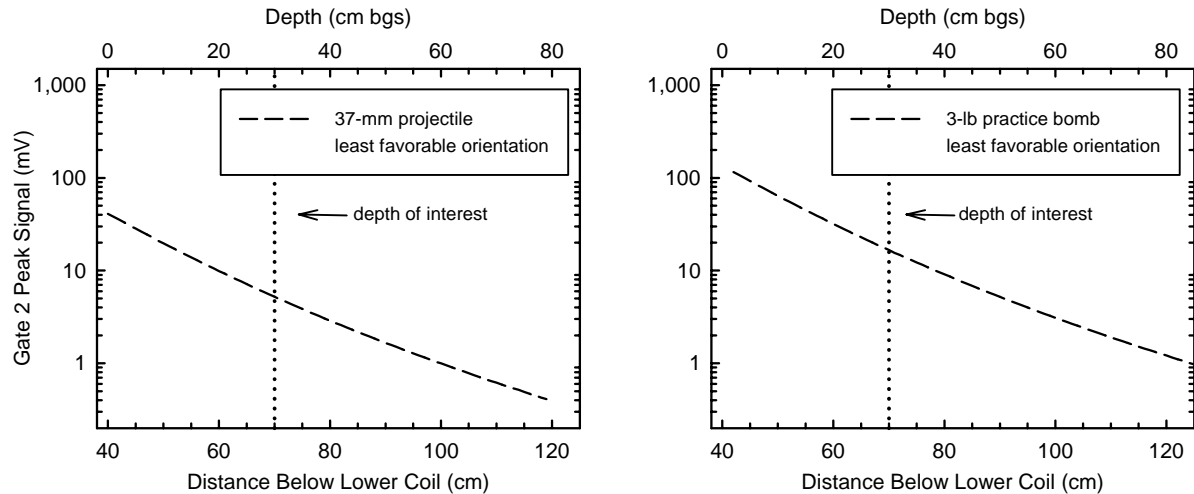 Depth (cm bgs)
0 20 40 60 80
1,000
100
10
1
Gate 2 Peak Signal (mV)
37-mm projectile
least favorable orientation
depth of interest
40 60 80 100 120
Distance Below Lower Coil (cm)
Depth (cm bgs)
0 20 40 60 80
1,000
100
10
1
3-lb practice bomb
least favorable orientation
depth of interest
40 60 80 100 120
Distance Below Lower Coil (cm)